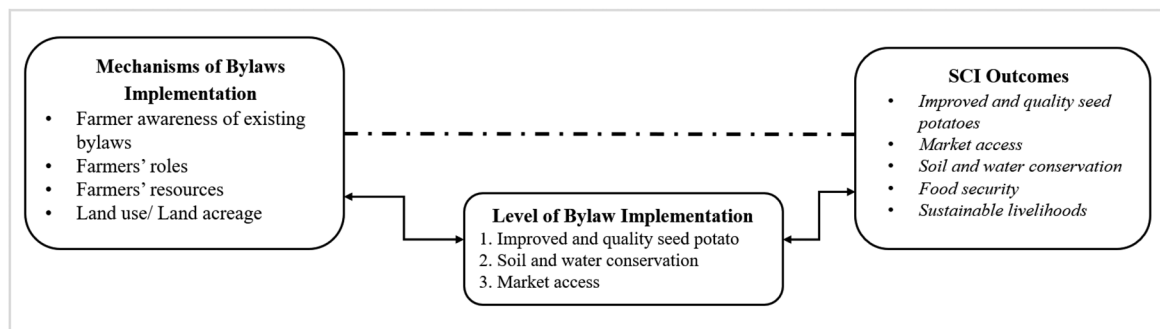 Mechanisms of Bylaws
Implementation
• Farmer awareness of existing
bylaws
• Farmers’ roles
• Farmers’ resources
• Land use/ Land acreage
Level of Bylaw Implementation
1. Improved and quality seed potato
2. Soil and water conservation
3. Market access
SCI Outcomes
• Improved and quality seed
potatoes
• Market access
• Soil and water conservation
• Food security
• Sustainable livelihoods